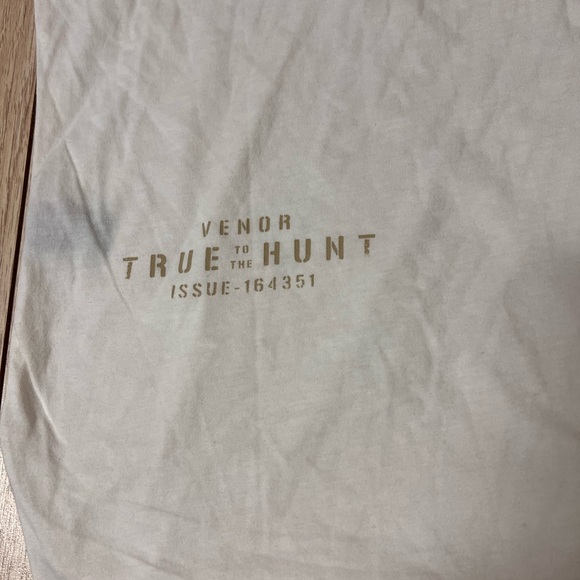 VENOR
TRUE TO THE HUNT
ISSUE-164351